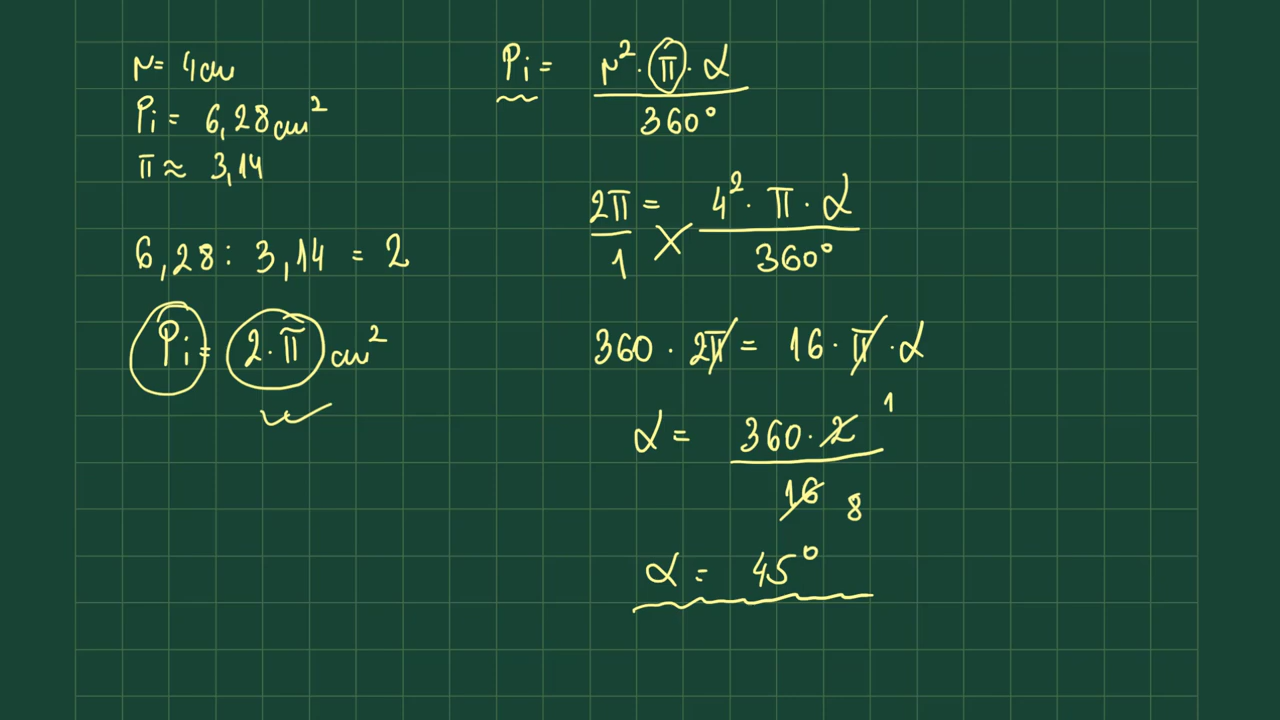 r = 4cm
Pi = 6,28cm²
π ≈ 3,14
6,28 : 3,14 = 2
Pi = 2·π cm²
Pi = r²·π·α
360°
2π = 4²·π·α
1 360°
360·2π = 16·π·α
α = 360·2 1
16 8
α = 45°